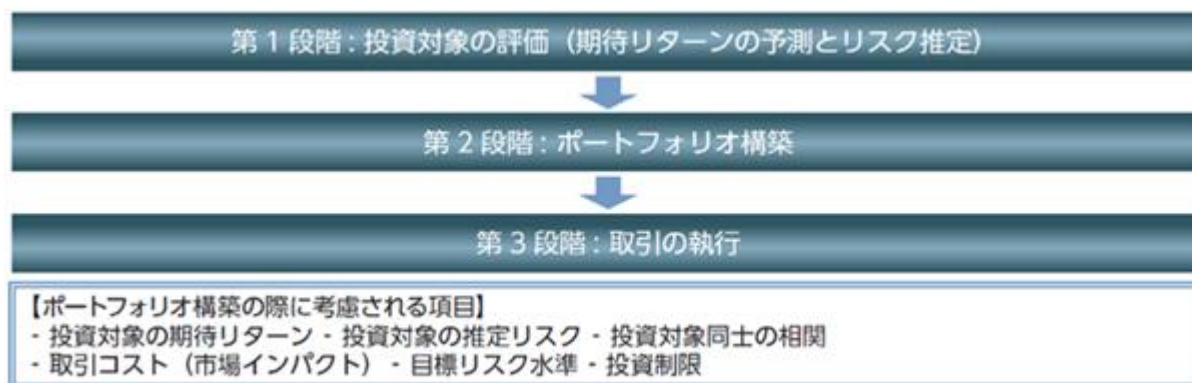 第１段階：投資対象の評価（期待リターンの予測とリスク推定）
第２段階：ポートフォリオ構築
第３段階：取引の執行
【ポートフォリオ構築の際に考慮される項目】
- 投資対象の期待リターン - 投資対象の推定リスク - 投資対象同士の相関
- 取引コスト（市場インパクト） - 目標リスク水準 - 投資制限